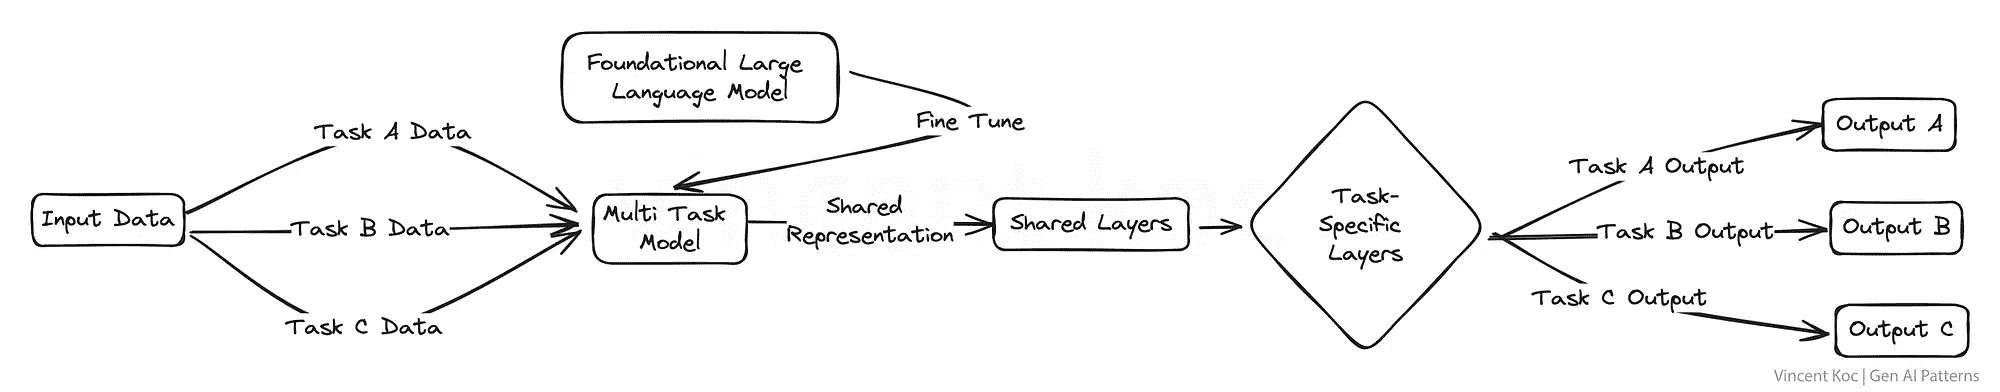 Foundational Large
Language Model
Fine Tune
Task A Data
Input Data
Task B Data
Task C Data
Multi Task
Model
Shared
Representation
Shared Layers
Task-
Specific
Layers
Task A Output
Output A
Task B Output
Output B
Task C Output
Output C
Vincent Koc | Gen AI Patterns